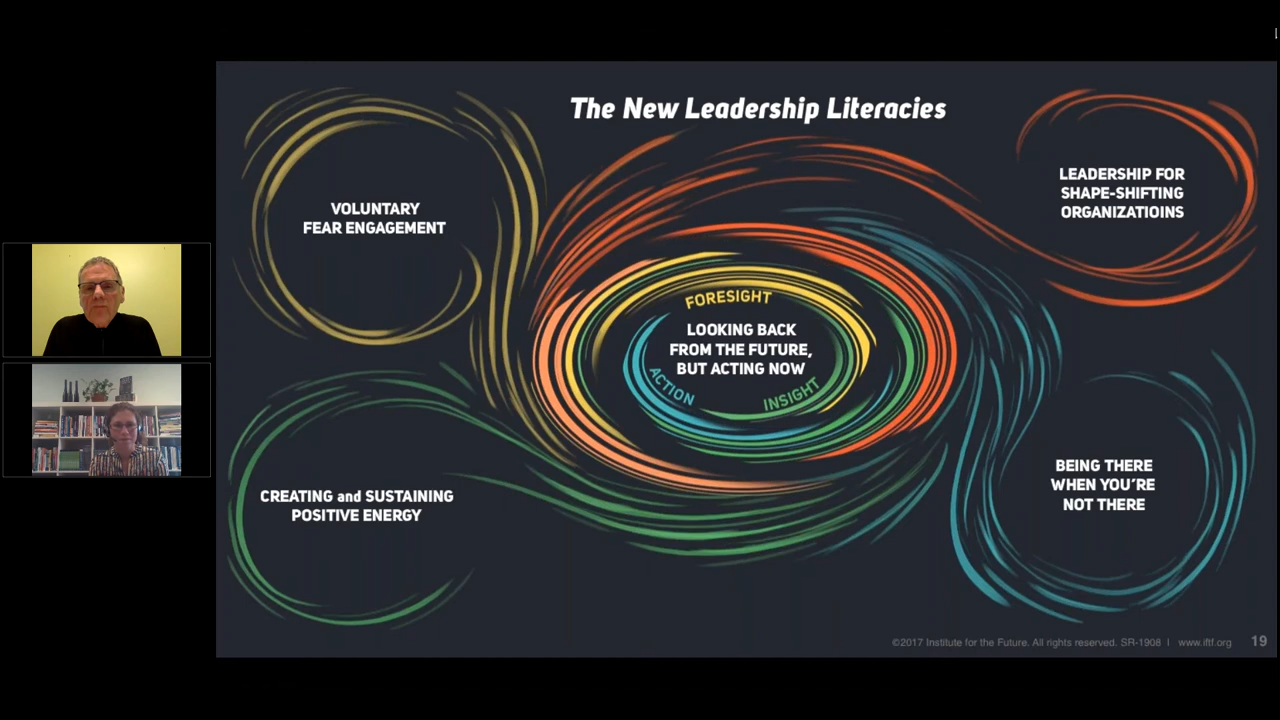 The New Leadership Literacies
VOLUNTARY
FEAR ENGAGEMENT
LEADERSHIP FOR
SHAPE-SHIFTING
ORGANIZATIOINS
FORESIGHT
LOOKING BACK
FROM THE FUTURE,
BUT ACTING NOW
ACTION
INSIGHT
CREATING and SUSTAINING
POSITIVE ENERGY
BEING THERE
WHEN YOU'RE
NOT THERE
©2017 Institute for the Future. All rights reserved. SR-1908 | www.iftf.org 19